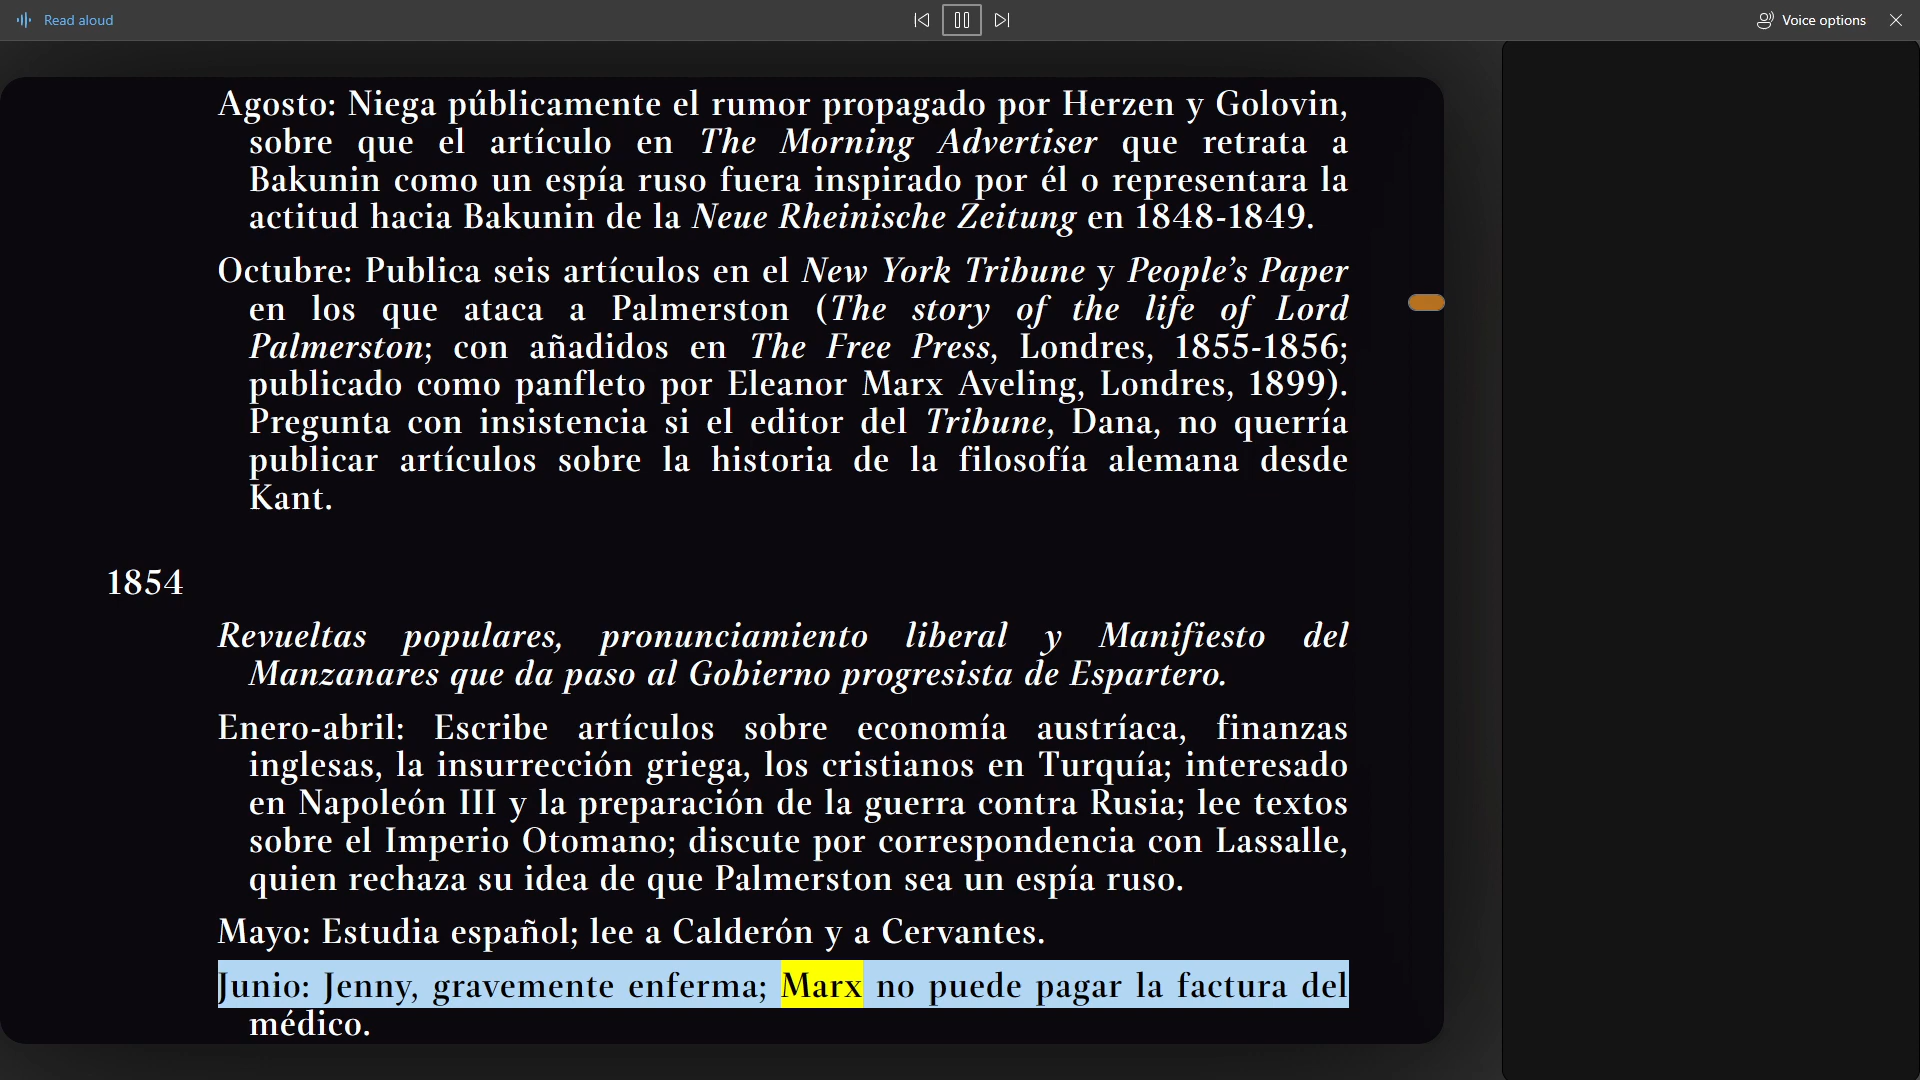 Read aloud
Voice options
Agosto: Niega públicamente el rumor propagado por Herzen y Golovin,
sobre que el artículo en The Morning Advertiser que retrata a
Bakunin como un espía ruso fuera inspirado por él o representara la
actitud hacia Bakunin de la Neue Rheinische Zeitung en 1848-1849.
Octubre: Publica seis artículos en el New York Tribune y People’s Paper
en los que ataca a Palmerston (The story of the life of Lord
Palmerston; con añadidos en The Free Press, Londres, 1855-1856;
publicado como panfleto por Eleanor Marx Aveling, Londres, 1899).
Pregunta con insistencia si el editor del Tribune, Dana, no querría
publicar artículos sobre la historia de la filosofía alemana desde
Kant.
1854
Revueltas populares, pronunciamiento liberal y Manifiesto del
Manzanares que da paso al Gobierno progresista de Espartero.
Enero-abril: Escribe artículos sobre economía austríaca, finanzas
inglesas, la insurrección griega, los cristianos en Turquía; interesado
en Napoleón III y la preparación de la guerra contra Rusia; lee textos
sobre el Imperio Otomano; discute por correspondencia con Lassalle,
quien rechaza su idea de que Palmerston sea un espía ruso.
Mayo: Estudia español; lee a Calderón y a Cervantes.
Junio: Jenny, gravemente enferma; Marx no puede pagar la factura del
médico.